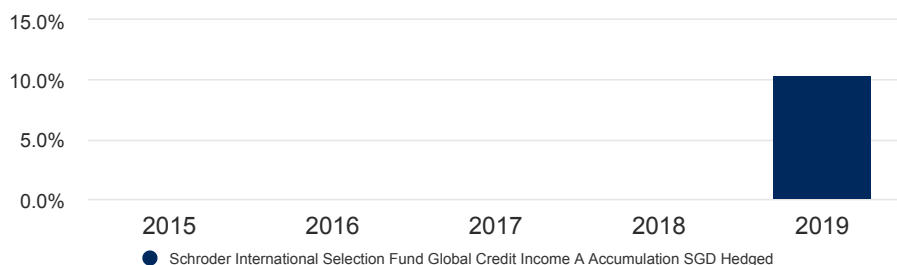 15.0%
10.0%
5.0%
0.0%
2015 2016 2017 2018 2019
Schroder International Selection Fund Global Credit Income A Accumulation SGD Hedged